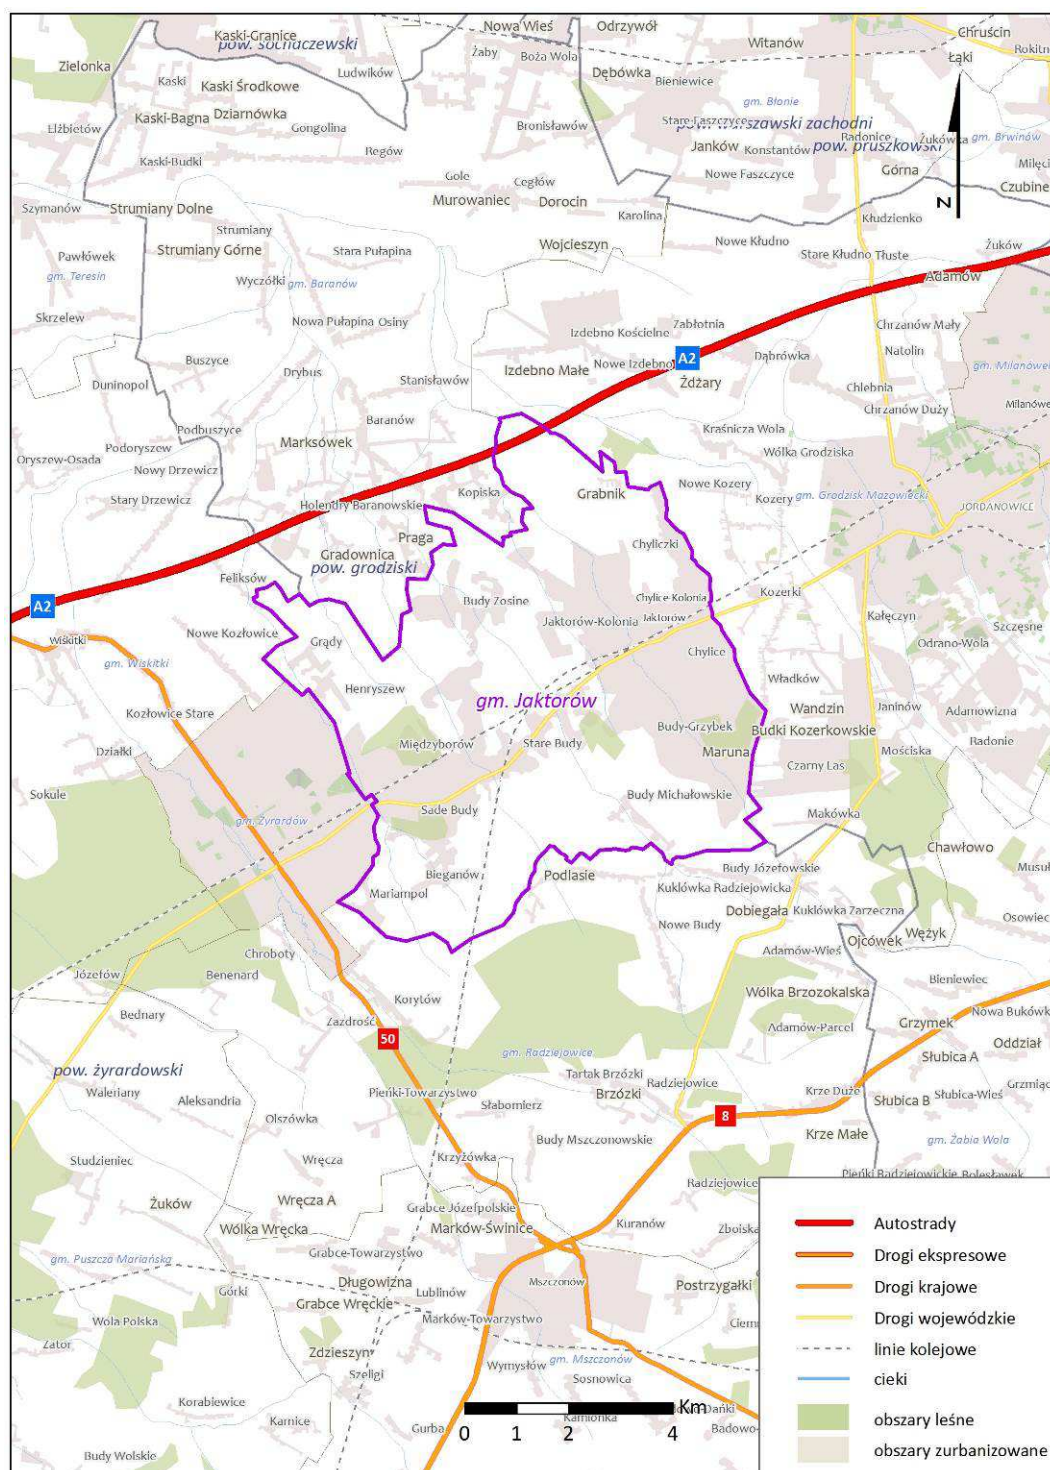 Kaski-Granice
pow. sochaczewski
Zielonka
Kaski
Ludwików
Kaski Środkowe
Kaski-Bagna
Dziarnówka
Elżbietów
Gongolina
Kaski-Budki
Regów
Nowa Wieś
Żaby
Boża Wola
Odrzywół
Dębówka
Bieniewice
Witanów
Chruścin
Łąki
gm. Błonie
Stare Faszczyce
pow. warszawski zachodni
Bronisławów
Janków
Konstantów
Radonice
pow. pruszkowski
Żukówka
gm. Brwinów
Nowe Faszczyce
Górna
Gole
Cegłów
Murowaniec
Dorocin
Karolina
Kłudzienko
Z
Szymanów
Strumiany Dolne
Strumiany
Strumiany Górne
Stara Pułapina
Wojcieszyn
Nowe Kłudno
Stare Kłudno
Tłuste
Żuków
Pawłówek
gm. Teresin
Wyczółki
gm. Baranów
Adamów
Skrzelew
Nowa Pułapina
Osiny
Izdebno Kościelne
Zabłotnia
Chrzanów Mały
Natolin
Buszyce
Drybus
Stanisławów
Izdebno Małe
Nowe Izdebno
A2
Żdżary
Dąbrówka
gm. Milanówek
Duninopol
Chlebnia
Chrzanów Duży
Baranów
Podbuszyce
Marksówek
Kraśnicza Wola
Podoryszew
Oryszew-Osada
Nowy Drzewicz
Wólka Grodziska
Stary Drzewicz
Kopiska
Grabnik
Nowe Kozery
Kozery
gm. Grodzisk Mazowiecki
Holendry Baranowskie
JORDANOWICE
Praga
Gradownica
pow. grodziski
Chyliczki
Feliksów
A2
Budy Zosine
Chylice Kolonia
Kozerki
Jaktorów-Kolonia
Jaktorów
Kałęczyn
Szczęsne
Wiskitki
Nowe Kozłowice
Grądy
Chylice
Odrano-Wola
gm. Wiskitki
Henryszew
gm. Jaktorów
Władków
Kozłowice Stare
Wandzin
Janinów
Adamowizna
Budy-Grzybek
Budki Kozerkowskie
Działki
Międzyborów
Stare Budy
Maruna
Mościska
Radonie
Czarny Las
Sokule
Budy Michałowskie
gm. Żyrardów
Sade Budy
Makówka
Chawłowo
Bieganów
Mariampol
Podlasie
Budy Józefowskie
Kuklówka Radziejowicka
Nowe Budy
Dobiegała
Kuklówka Zarzeczna
Wężyk
Ojcówek
Adamów-Wieś
Chroboty
Józefów
Benenard
Bieniewiec
Korytów
Wólka Brzozokalska
Bednary
Zazdrość
50
Adamów-Parcel
Grzymek
Oddział
gm. Radziejowice
Słubica A
pow. żyrardowski
Tartak Brzózki
Radziejowice
Waleriany
Aleksandria
Pieńki-Towarzystwo
Brzózki
Krze Duże
Słubica B
Słubica-Wieś
Słabomierz
8
Olszówka
Krze Małe
gm. Żabia Wola
Budy Mszczonowskie
Studzieniec
Wręcza
Krzyżówka
Pieńki Radziejowickie
Bolesławek
Wręcza A
Żuków
Grabce Józefpolskie
Kuranów
Wólka Wręcka
Marków-Świnice
gm. Puszcza Mariańska
Grabce-Towarzystwo
Górki
Długowizna
Lublinów
Mszczonów
Postrzygałki
Grabce Wręckie
Wola Polska
Marków-Towarzystwo
Zdzieszyn
Zator
Szeligi
Wymysłów
gm. Mszczonów
Sosnowica
Korabiewice
Karnice
Gurba
Kamionka
Budy Wolskie
0 1 2 4 Km
Autostrady
Drogi ekspresowe
Drogi krajowe
Drogi wojewódzkie
linie kolejowe
cieki
obszary leśne
obszary zurbanizowane